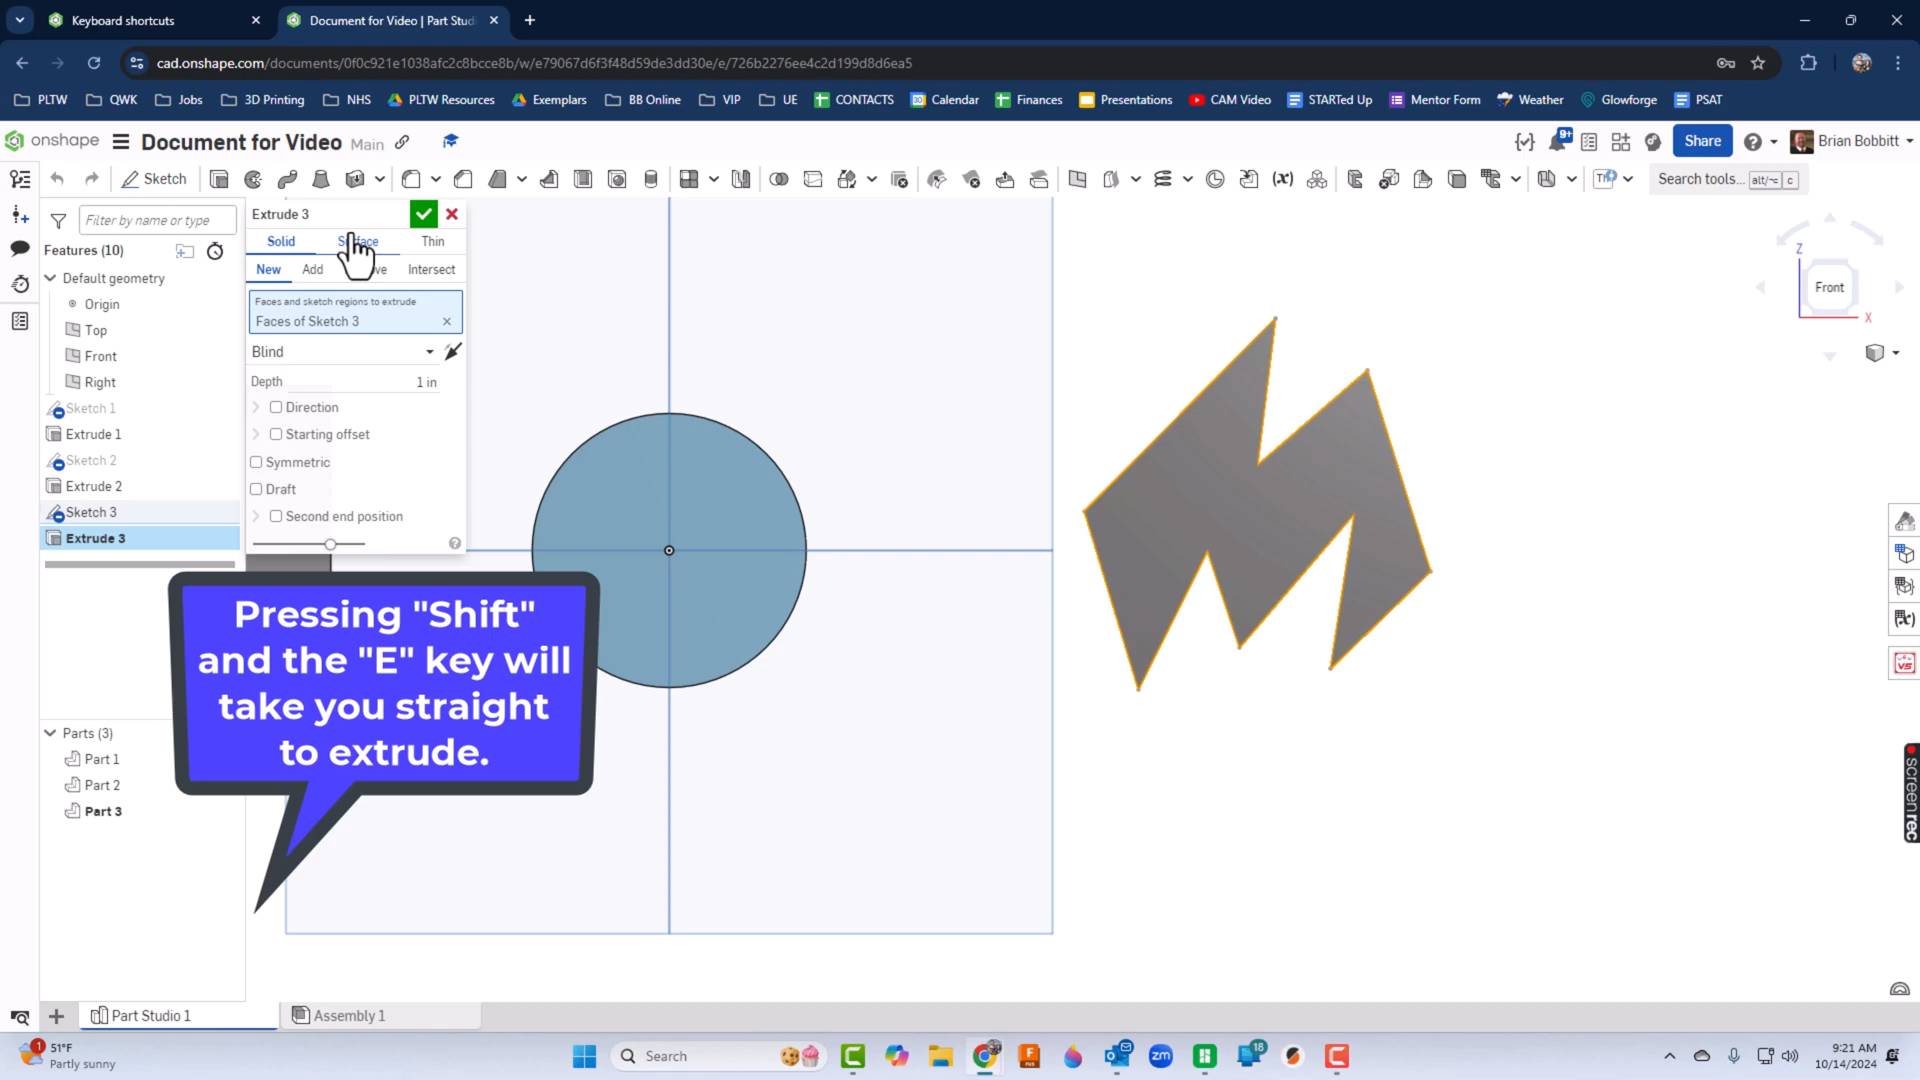 Keyboard shortcuts
Document for Video | Part Stud
cad.onshape.com/documents/0f0c921e1038afc2c8bcce8b/w/e79067d6f3f48d59de3dd30e/e/726b2276ee4c2d199d8d6ea5
PLTW QWK Jobs 3D Printing NHS PLTW Resources Exemplars BB Online VIP UE CONTACTS Calendar Finances Presentations CAM Video STARTed Up Mentor Form Weather Glowforge PSAT
onshape Document for Video Main 9+ Share Brian Bobbitt
Sketch Search tools... alt/⌥ c
Filter by name or type
Features (10)
Default geometry
Origin
Top
Front
Right
Sketch 1
Extrude 1
Sketch 2
Extrude 2
Sketch 3
Extrude 3
Parts (3)
Part 1
Part 2
Part 3
Extrude 3
Solid Surface Thin
New Add Intersect
Faces and sketch regions to extrude
Faces of Sketch 3
Blind
Depth 1 in
Direction
Starting offset
Symmetric
Draft
Second end position
Front
Z
X
Pressing "Shift"
and the "E" key will
take you straight
to extrude.
screenrec
Part Studio 1 Assembly 1
1 51°F
Partly sunny
Search
zm
18
9:21 AM
10/14/2024